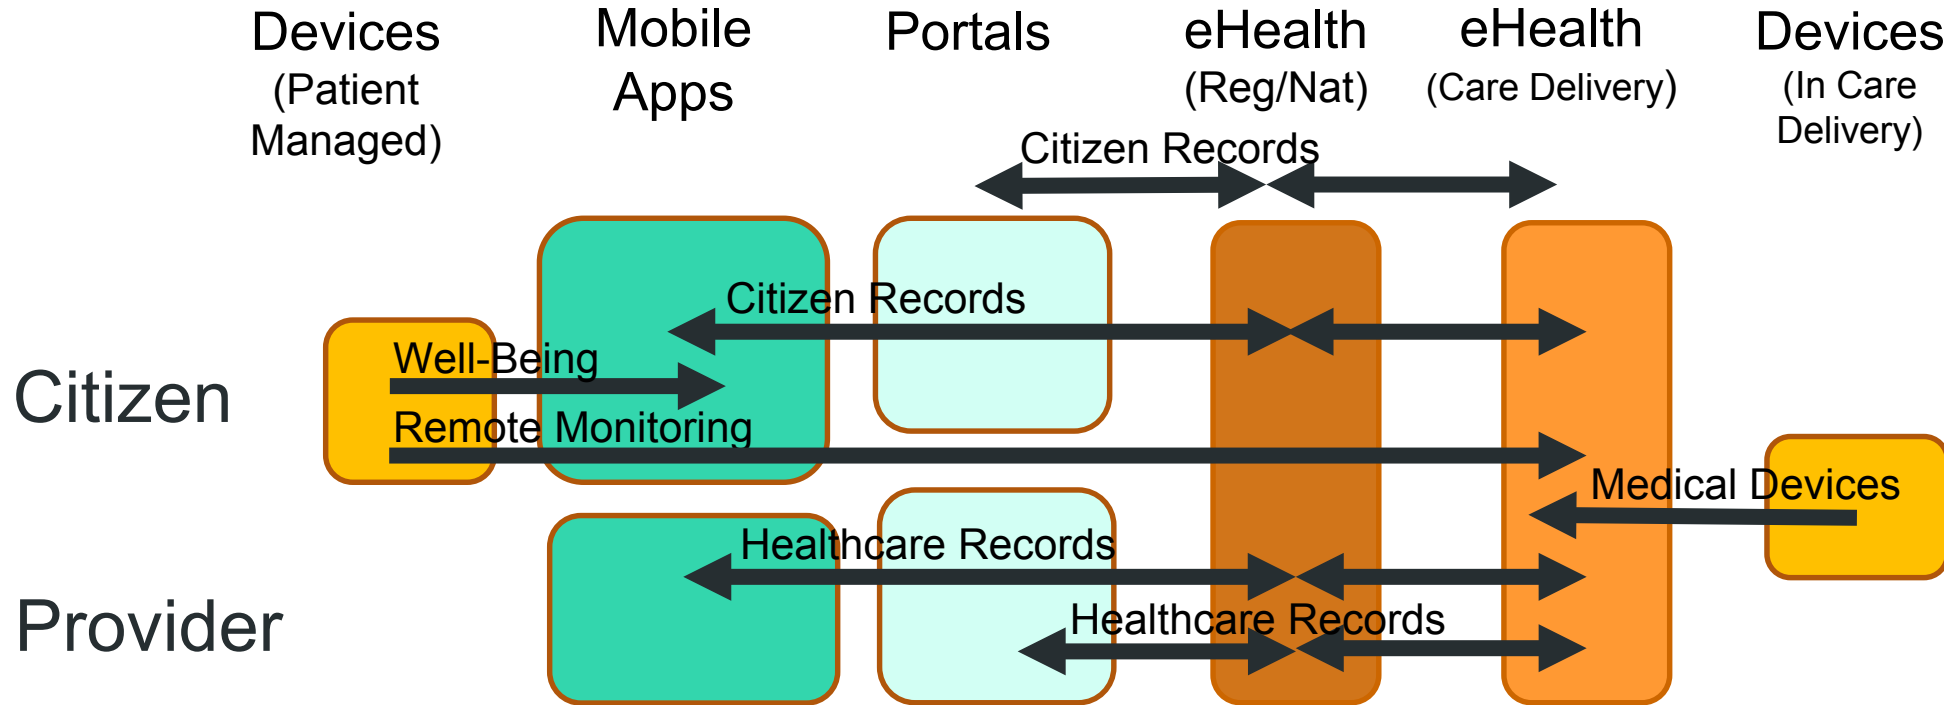 Devices
(Patient
Managed)
Mobile
Apps
Portals
eHealth
(Reg/Nat)
eHealth
(Care Delivery)
Devices
(In Care
Delivery)
Citizen Records
Citizen Records
Well-Being
Citizen
Remote Monitoring
Medical Devices
Healthcare Records
Provider
Healthcare Records